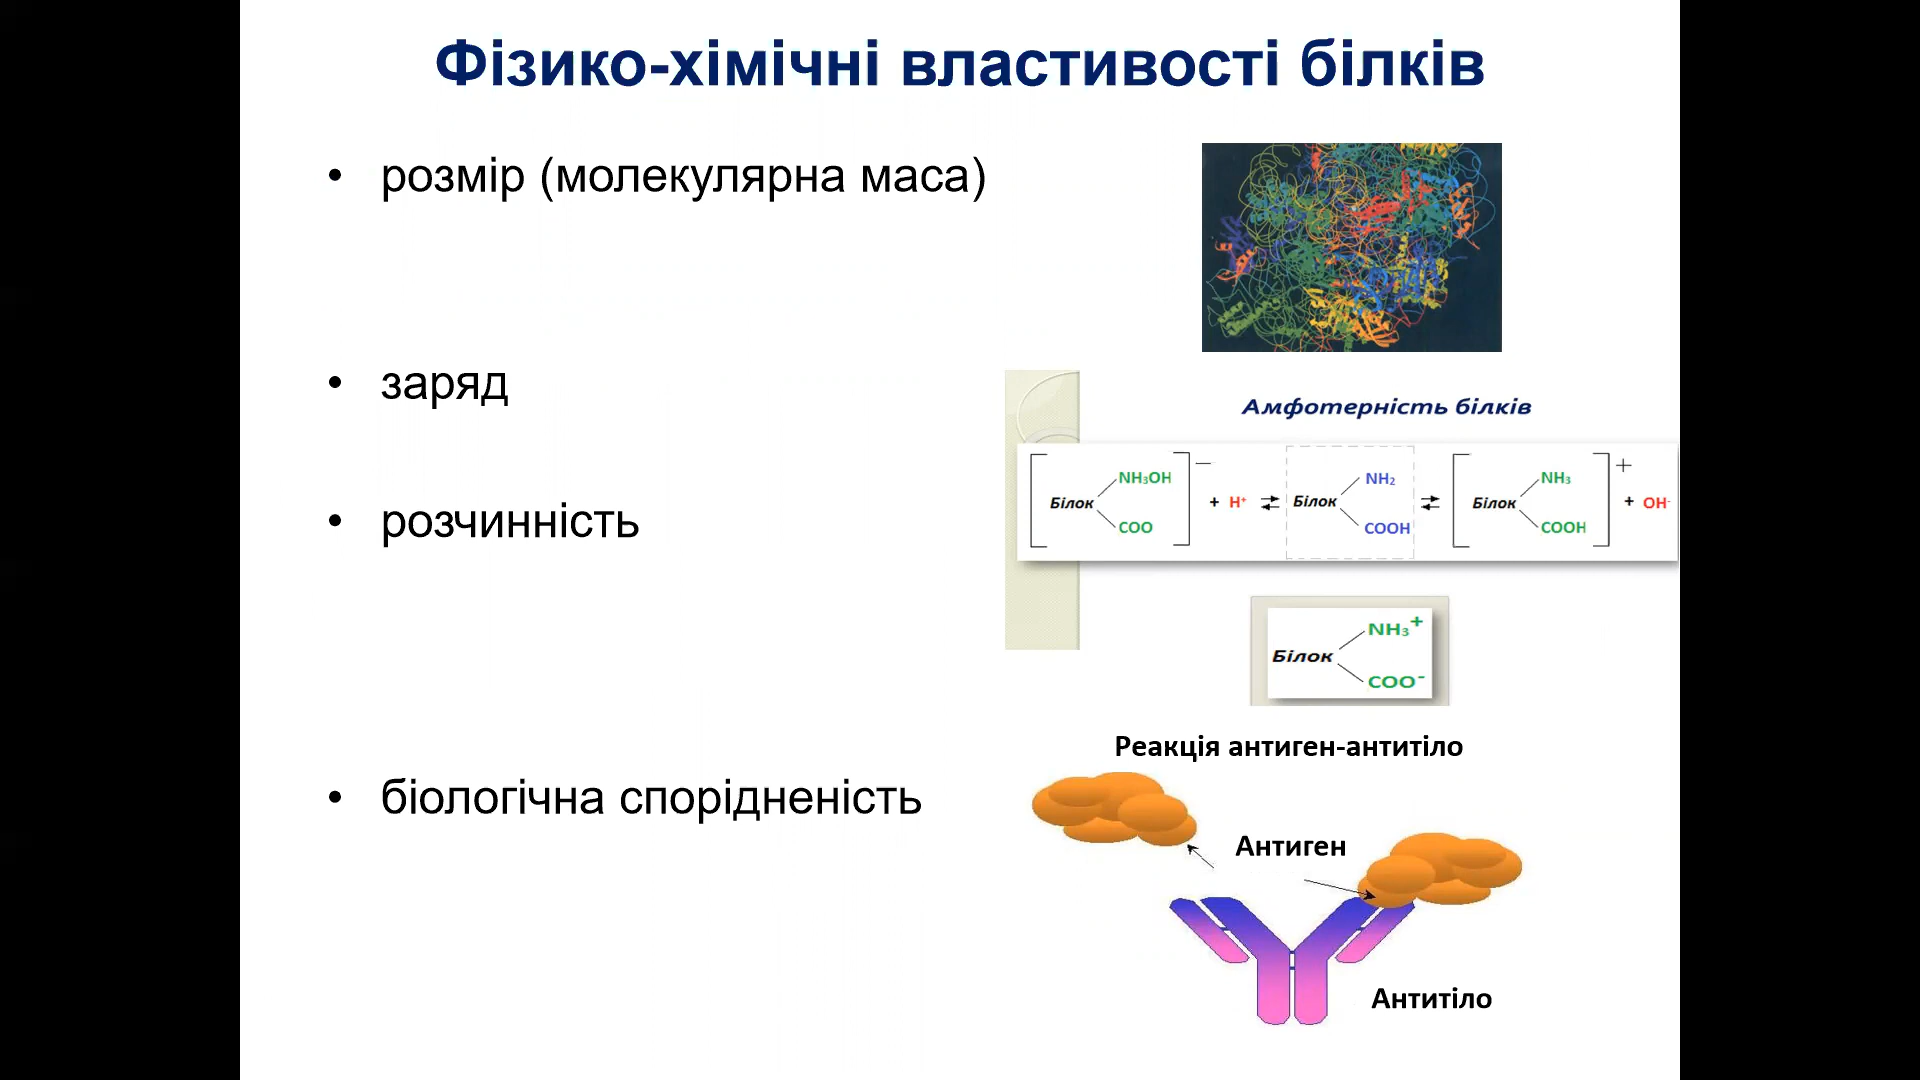 Фізико-хімічні властивості білків
• розмір (молекулярна маса)
• заряд
• розчинність
• біологічна спорідненість
Амфотерність білків
[Білок NH₃OH COO]⁻ + H⁺ ⇄ Білок NH₂ COOH ⇄ [Білок NH₃ COOH]⁺ + OH⁻
Білок NH₃⁺ COO⁻
Реакція антиген-антитіло
Антиген
Антитіло